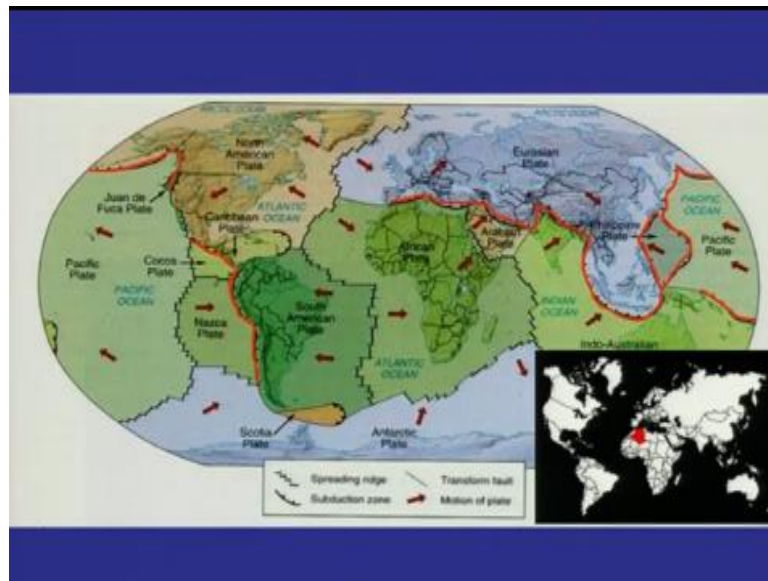 ARCTIC OCEAN
ARCTIC OCEAN
North
American
Plate
Eurasian
Plate
Juan de
Fuca Plate
ATLANTIC
OCEAN
Caribbean
Plate
PACIFIC
OCEAN
Philippine
Plate
Arabian
Plate
African
Plate
Cocoa
Plate
Pacific
Plate
Pacific
Plate
PACIFIC
OCEAN
INDIAN
OCEAN
Nazca
Plate
South
American
Plate
Indo-Australian
ATLANTIC
OCEAN
Scotia
Plate
Antarctic
Plate
Spreading ridge
Transform fault
Subduction zone
Motion of plate